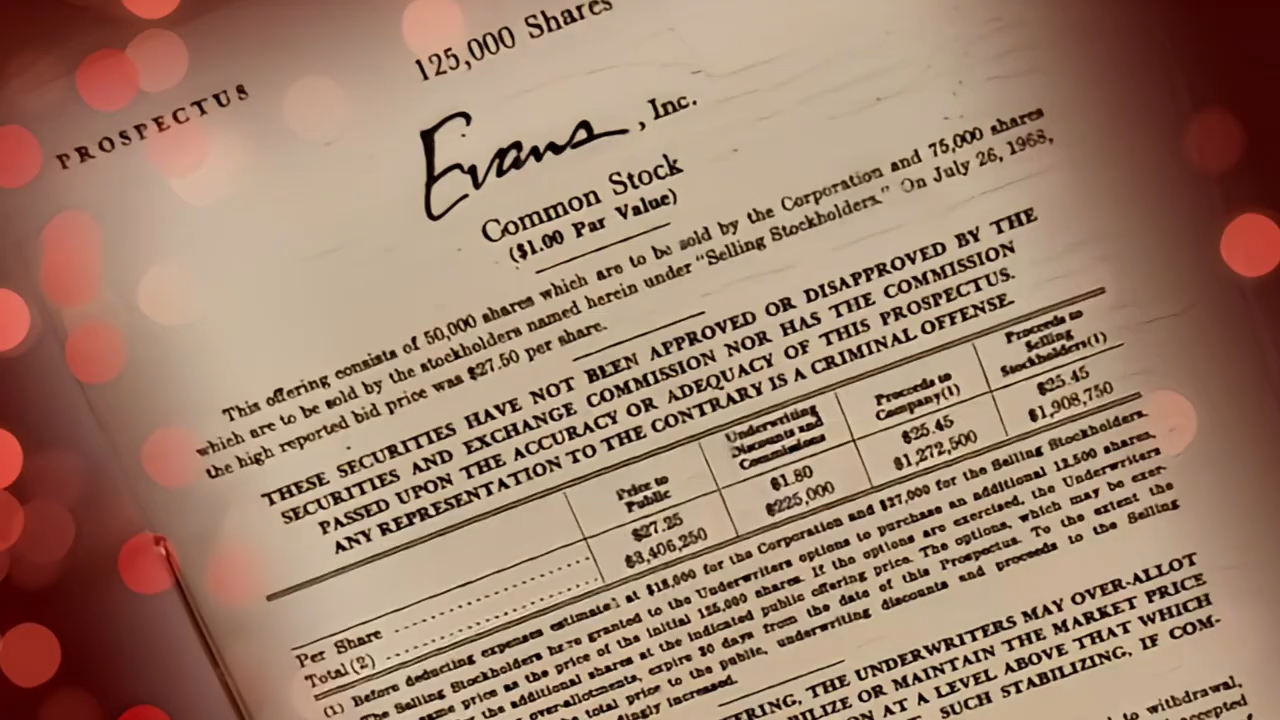 125,000 Shares
PROSPECTUS
Evans, Inc.
Common Stock
($1.00 Par Value)
This offering consists of 50,000 shares which are to be sold by the Corporation and 75,000 shares
which are to be sold by the stockholders named herein under "Selling Stockholders." On July 26, 1968,
the high reported bid price was $27.50 per share.
THESE SECURITIES HAVE NOT BEEN APPROVED OR DISAPPROVED BY THE
SECURITIES AND EXCHANGE COMMISSION NOR HAS THE COMMISSION
PASSED UPON THE ACCURACY OR ADEQUACY OF THIS PROSPECTUS.
ANY REPRESENTATION TO THE CONTRARY IS A CRIMINAL OFFENSE.
Price to
Public
Underwriting
Discounts and
Commissions
Proceeds to
Company(1)
Proceeds to
Selling
Stockholders(1)
Per Share .................... $27.25 $1.80 $25.45 $25.45
Total(2) .................... $3,406,250 $225,000 $1,272,500 $1,908,750
(1) Before deducting expenses estimated at $18,000 for the Corporation and $27,000 for the Selling Stockholders.
The Selling Stockholders have granted to the Underwriters options to purchase an additional 12,500 shares,
same price as the price of the initial 125,000 shares. If the options are exercised, the Underwriters
the additional shares at the indicated public offering price. The options, which may be exer-
over-allotments, expire 30 days from the date of this Prospectus. To the extent the
total price to the public, underwriting discounts and proceeds to the Selling
ingly increased.
ERING, THE UNDERWRITERS MAY OVER-ALLOT
BILIZE OR MAINTAIN THE MARKET PRICE
ON AT A LEVEL ABOVE THAT WHICH
SUCH STABILIZING, IF COM-
to withdrawal,
accepted